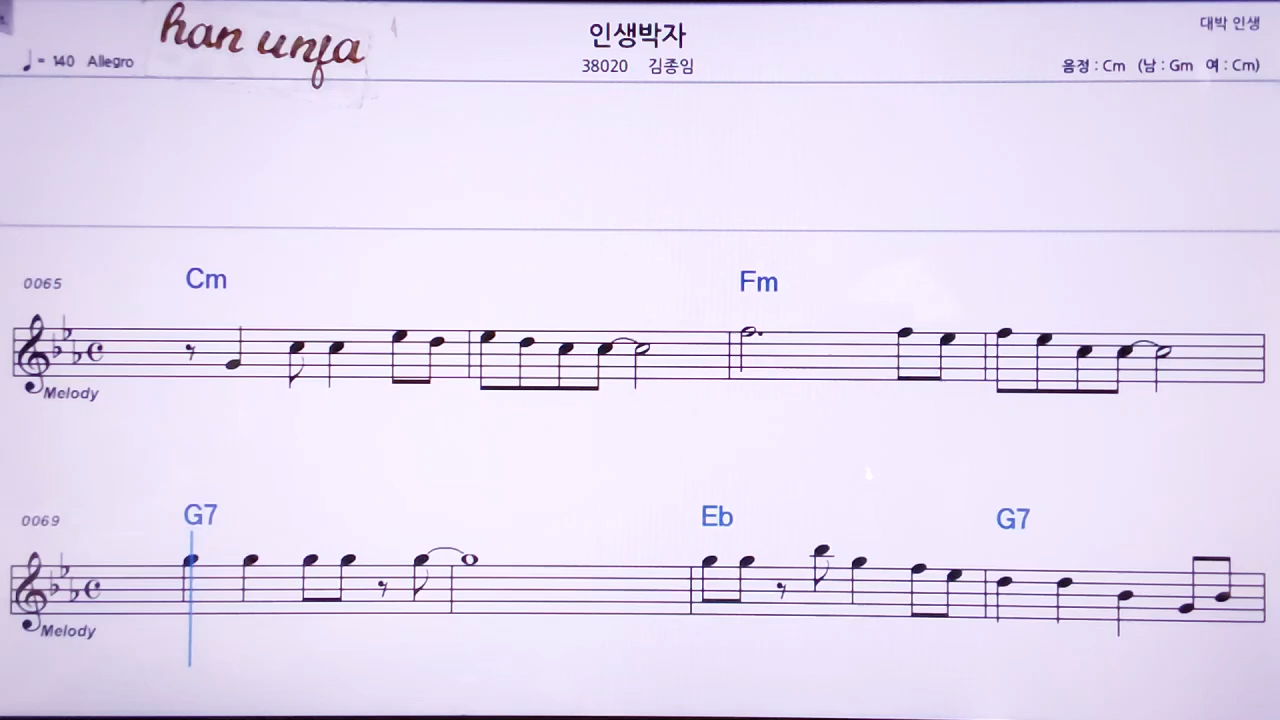 han unja
인생박자
대박 인생
♩= 140 Allegro
38020 김종임
음정 : Cm (남 : Gm 여 : Cm)
0065 Cm Fm
Melody
0069 G7 Eb G7
Melody